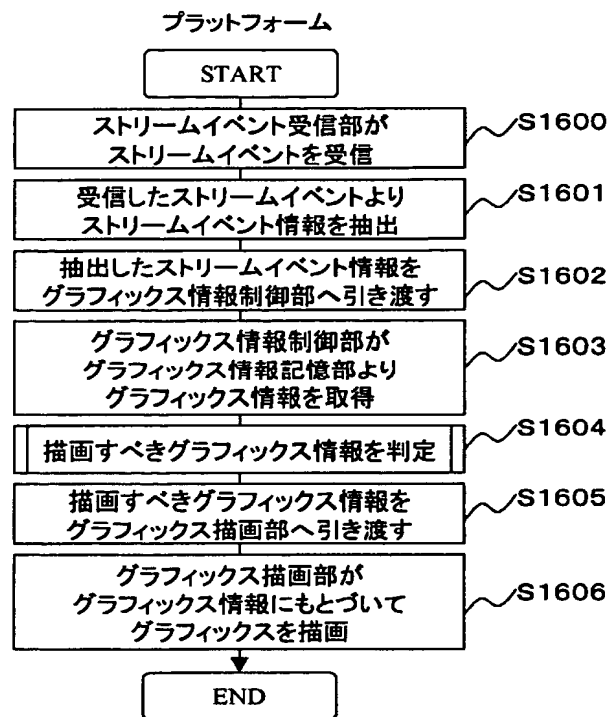 プラットフォーム
START
ストリームイベント受信部が
ストリームイベントを受信
S1600
受信したストリームイベントより
ストリームイベント情報を抽出
S1601
抽出したストリームイベント情報を
グラフィックス情報制御部へ引き渡す
S1602
グラフィックス情報制御部が
グラフィックス情報記憶部より
グラフィックス情報を取得
S1603
描画すべきグラフィックス情報を判定
S1604
描画すべきグラフィックス情報を
グラフィックス描画部へ引き渡す
S1605
グラフィックス描画部が
グラフィックス情報にもとづいて
グラフィックスを描画
S1606
END